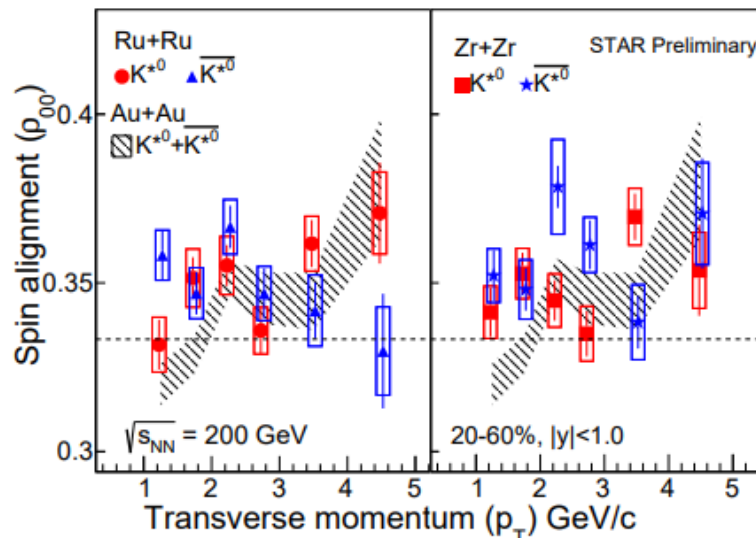 Ru+Ru
K*⁰ K̅*̅⁰̅
Au+Au
K*⁰+K̅*̅⁰̅
√s_NN = 200 GeV
Zr+Zr STAR Preliminary
K*⁰ K̅*̅⁰̅
20-60%, |y|<1.0
Spin alignment (ρ₀₀)
0.4
0.35
0.3
1 2 3 4 5 1 2 3 4 5
Transverse momentum (p_T) GeV/c